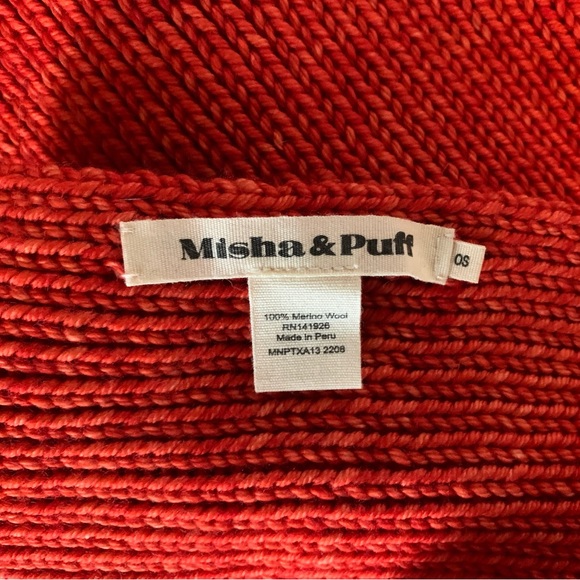 Misha & Puff
OS
100% Merino Wool
RN141926
Made in Peru
MNPTXA13 2208